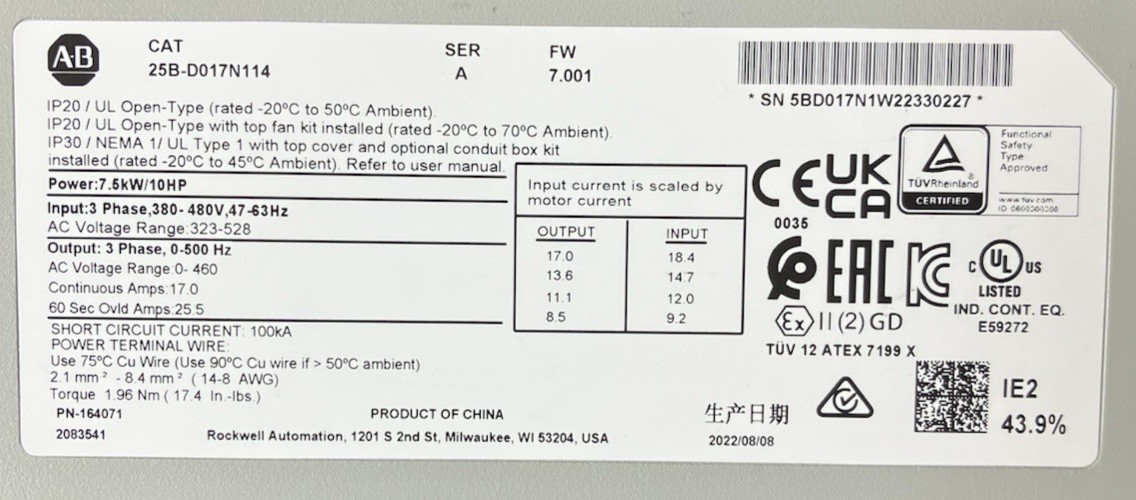 A-B
CAT SER FW
25B-D017N114 A 7.001
* SN 5BD017N1W22330227 *
IP20 / UL Open-Type (rated -20ºC to 50ºC Ambient).
IP20 / UL Open-Type with top fan kit installed (rated -20ºC to 70ºC Ambient).
IP30 / NEMA 1/ UL Type 1 with top cover and optional conduit box kit
installed (rated -20ºC to 45ºC Ambient). Refer to user manual.
Power:7.5kW/10HP
Input:3 Phase,380- 480V,47-63Hz
AC Voltage Range:323-528
Output: 3 Phase, 0-500 Hz
AC Voltage Range:0- 460
Continuous Amps:17.0
60 Sec Ovld Amps:25.5
Input current is scaled by
motor current
OUTPUT INPUT
17.0 18.4
13.6 14.7
11.1 12.0
8.5 9.2
SHORT CIRCUIT CURRENT: 100kA
POWER TERMINAL WIRE:
Use 75ºC Cu Wire (Use 90ºC Cu wire if > 50ºC ambient)
2.1 mm² - 8.4 mm² ( 14-8 AWG)
Torque 1.96 Nm ( 17.4 In.-lbs.)
PN-164071
2083541
PRODUCT OF CHINA
Rockwell Automation, 1201 S 2nd St, Milwaukee, WI 53204, USA
CE
0035
UK
CA
TÜVRheinland
®
CERTIFIED
Functional
Safety
Type
Approved
www.tuv.com
EAC
C UL US
LISTED
IND. CONT. EQ.
E59272
Ex II (2) GD
TÜV 12 ATEX 7199 X
生产日期
2022/08/08
IE2
43.9%